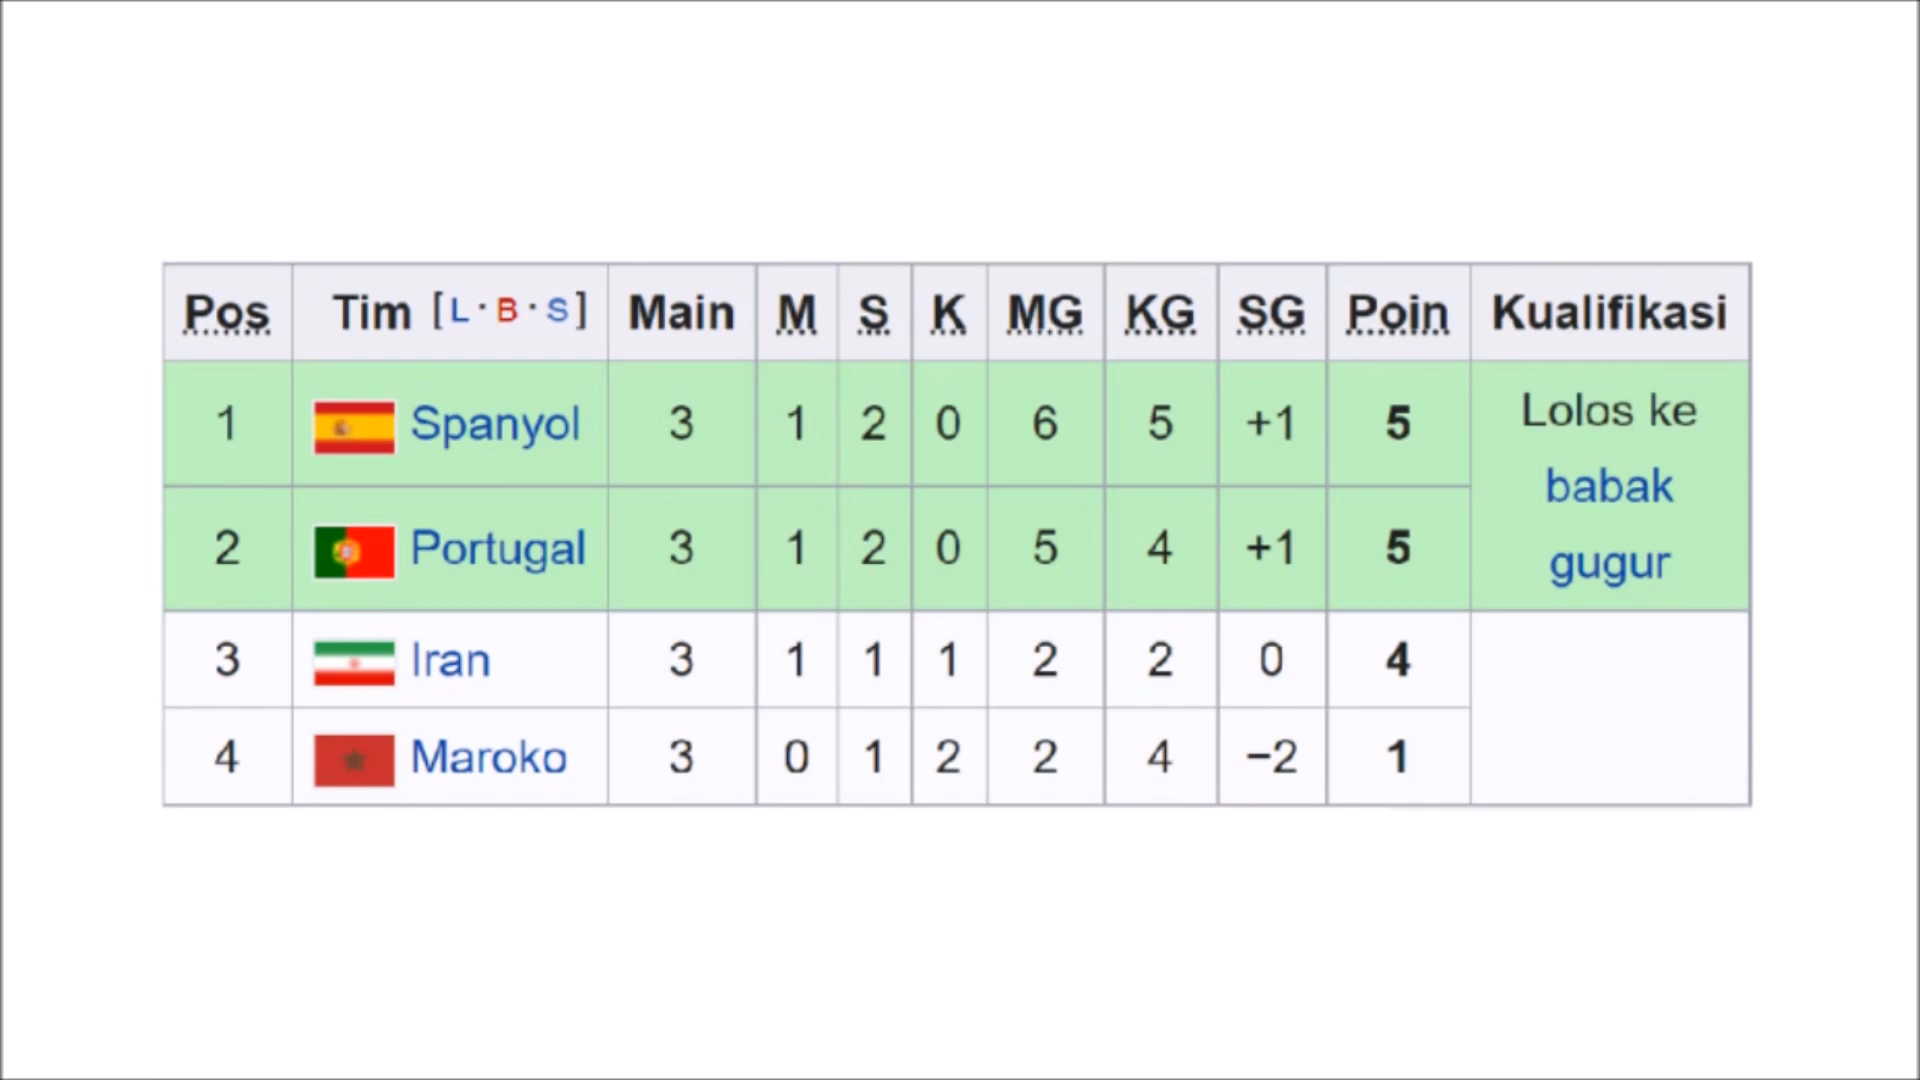 Pos Tim [L · B · S] Main M S K MG KG SG Poin Kualifikasi
1 Spanyol 3 1 2 0 6 5 +1 5 Lolos ke
babak
gugur
2 Portugal 3 1 2 0 5 4 +1 5
3 Iran 3 1 1 1 2 2 0 4
4 Maroko 3 0 1 2 2 4 −2 1